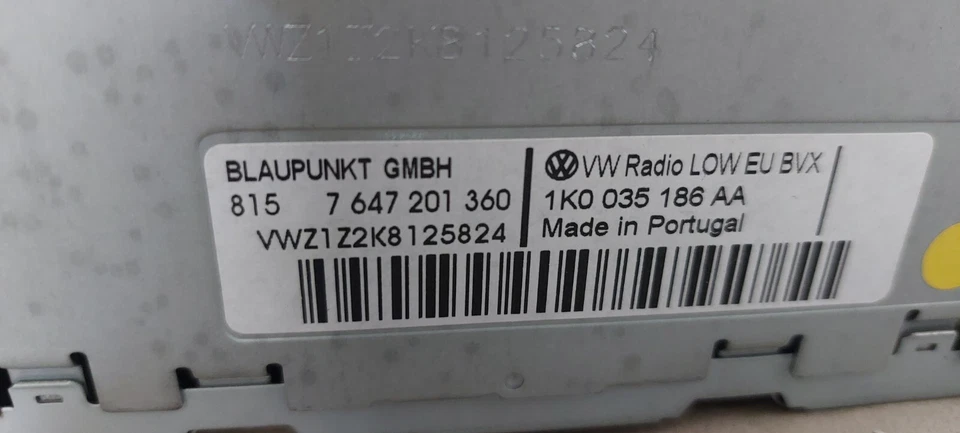 VWZ1Z2K8125824
BLAUPUNKT GMBH
815 7 647 201 360
VWZ1Z2K8125824
VW Radio LOW EU BVX
1K0 035 186 AA
Made in Portugal